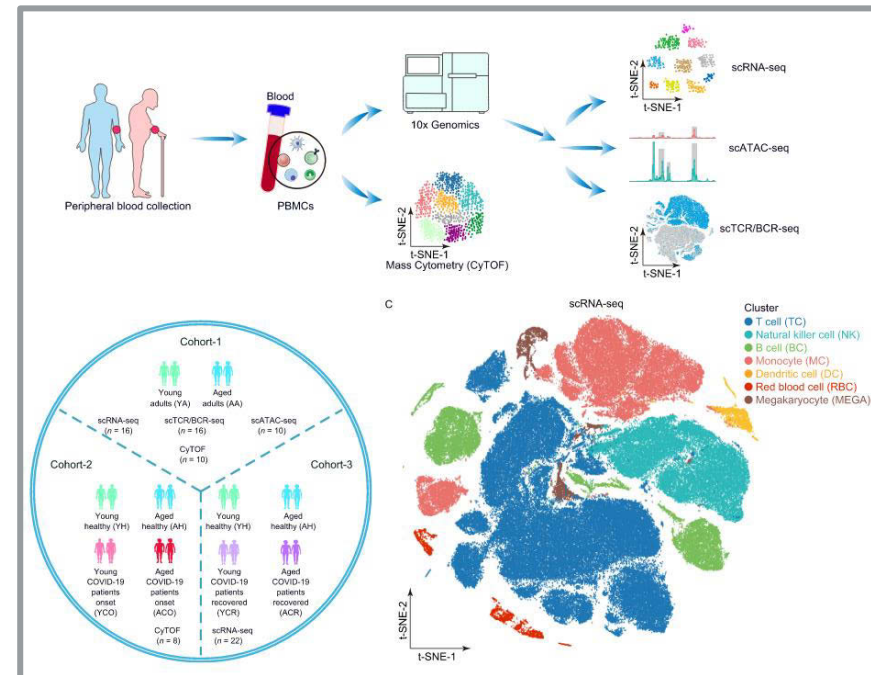 Peripheral blood collection
Blood
PBMCs
10x Genomics
t-SNE-2
t-SNE-1
Mass Cytometry (CyTOF)
t-SNE-2
t-SNE-1
scRNA-seq
scATAC-seq
t-SNE-2
t-SNE-1
scTCR/BCR-seq
Cohort-1
Young
adults (YA)
Aged
adults (AA)
scRNA-seq
(n = 16)
scTCR/BCR-seq
(n = 16)
scATAC-seq
(n = 10)
CyTOF
(n = 10)
Cohort-2
Young
healthy (YH)
Aged
healthy (AH)
Young
COVID-19
patients
onset
(YCO)
Aged
COVID-19
patients
onset
(ACO)
CyTOF
(n = 8)
Cohort-3
Young
healthy (YH)
Aged
healthy (AH)
Young
COVID-19
patients
recovered
(YCR)
Aged
COVID-19
patients
recovered
(ACR)
scRNA-seq
(n = 22)
C
scRNA-seq
Cluster
T cell (TC)
Natural killer cell (NK)
B cell (BC)
Monocyte (MC)
Dendritic cell (DC)
Red blood cell (RBC)
Megakaryocyte (MEGA)
t-SNE-2
t-SNE-1